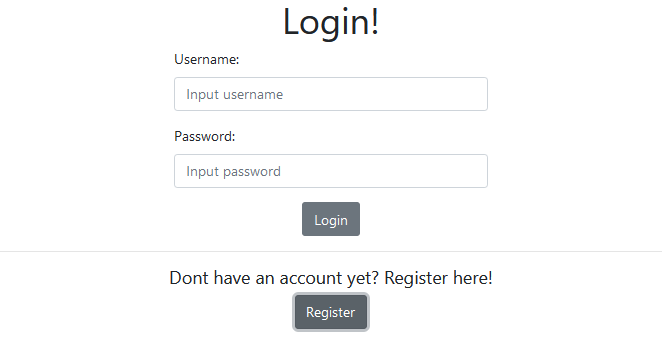 Login!
Username:
Input username
Password:
Input password
Login
Dont have an account yet? Register here!
Register